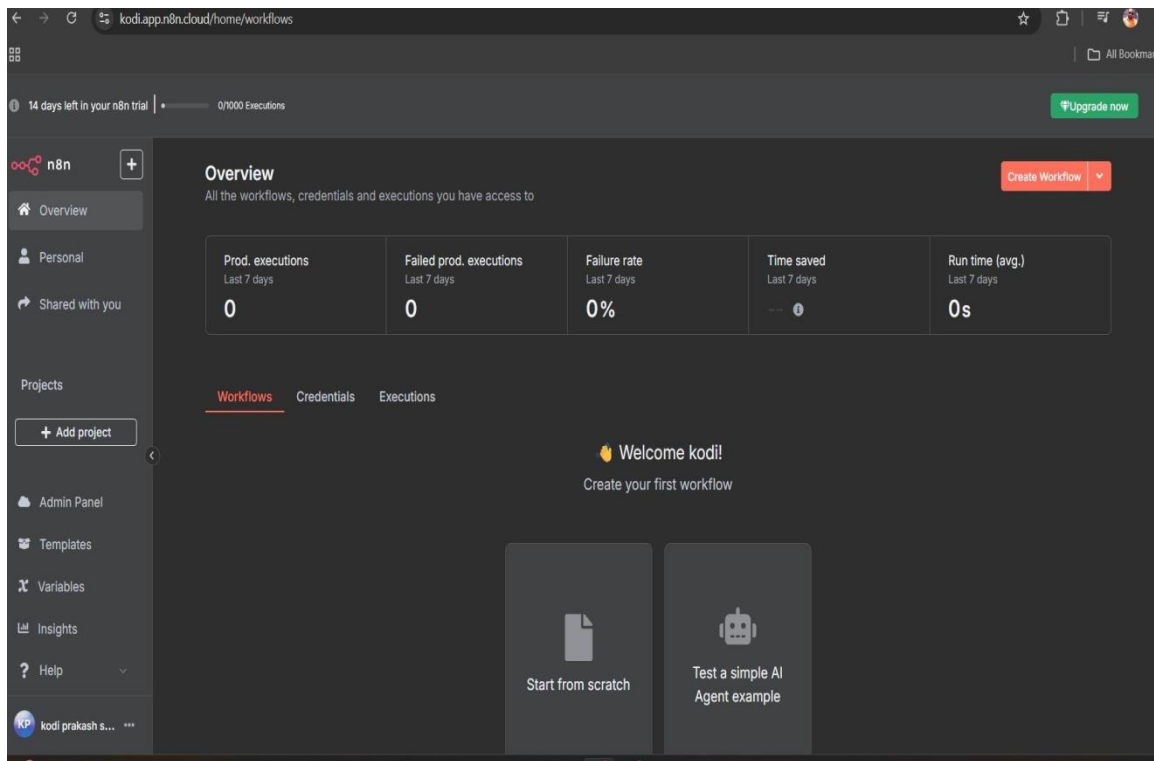 kodi.app.n8n.cloud/home/workflows
All Bookmar
14 days left in your n8n trial 0/1000 Executions Upgrade now
n8n
Overview
Personal
Shared with you
Projects
+ Add project
Admin Panel
Templates
Variables
Insights
? Help
KP kodi prakash s... ...
Overview
All the workflows, credentials and executions you have access to
Create Workflow
Prod. executions
Last 7 days
0
Failed prod. executions
Last 7 days
0
Failure rate
Last 7 days
0%
Time saved
Last 7 days
--
Run time (avg.)
Last 7 days
0s
Workflows Credentials Executions
👋 Welcome kodi!
Create your first workflow
Start from scratch
Test a simple AI
Agent example